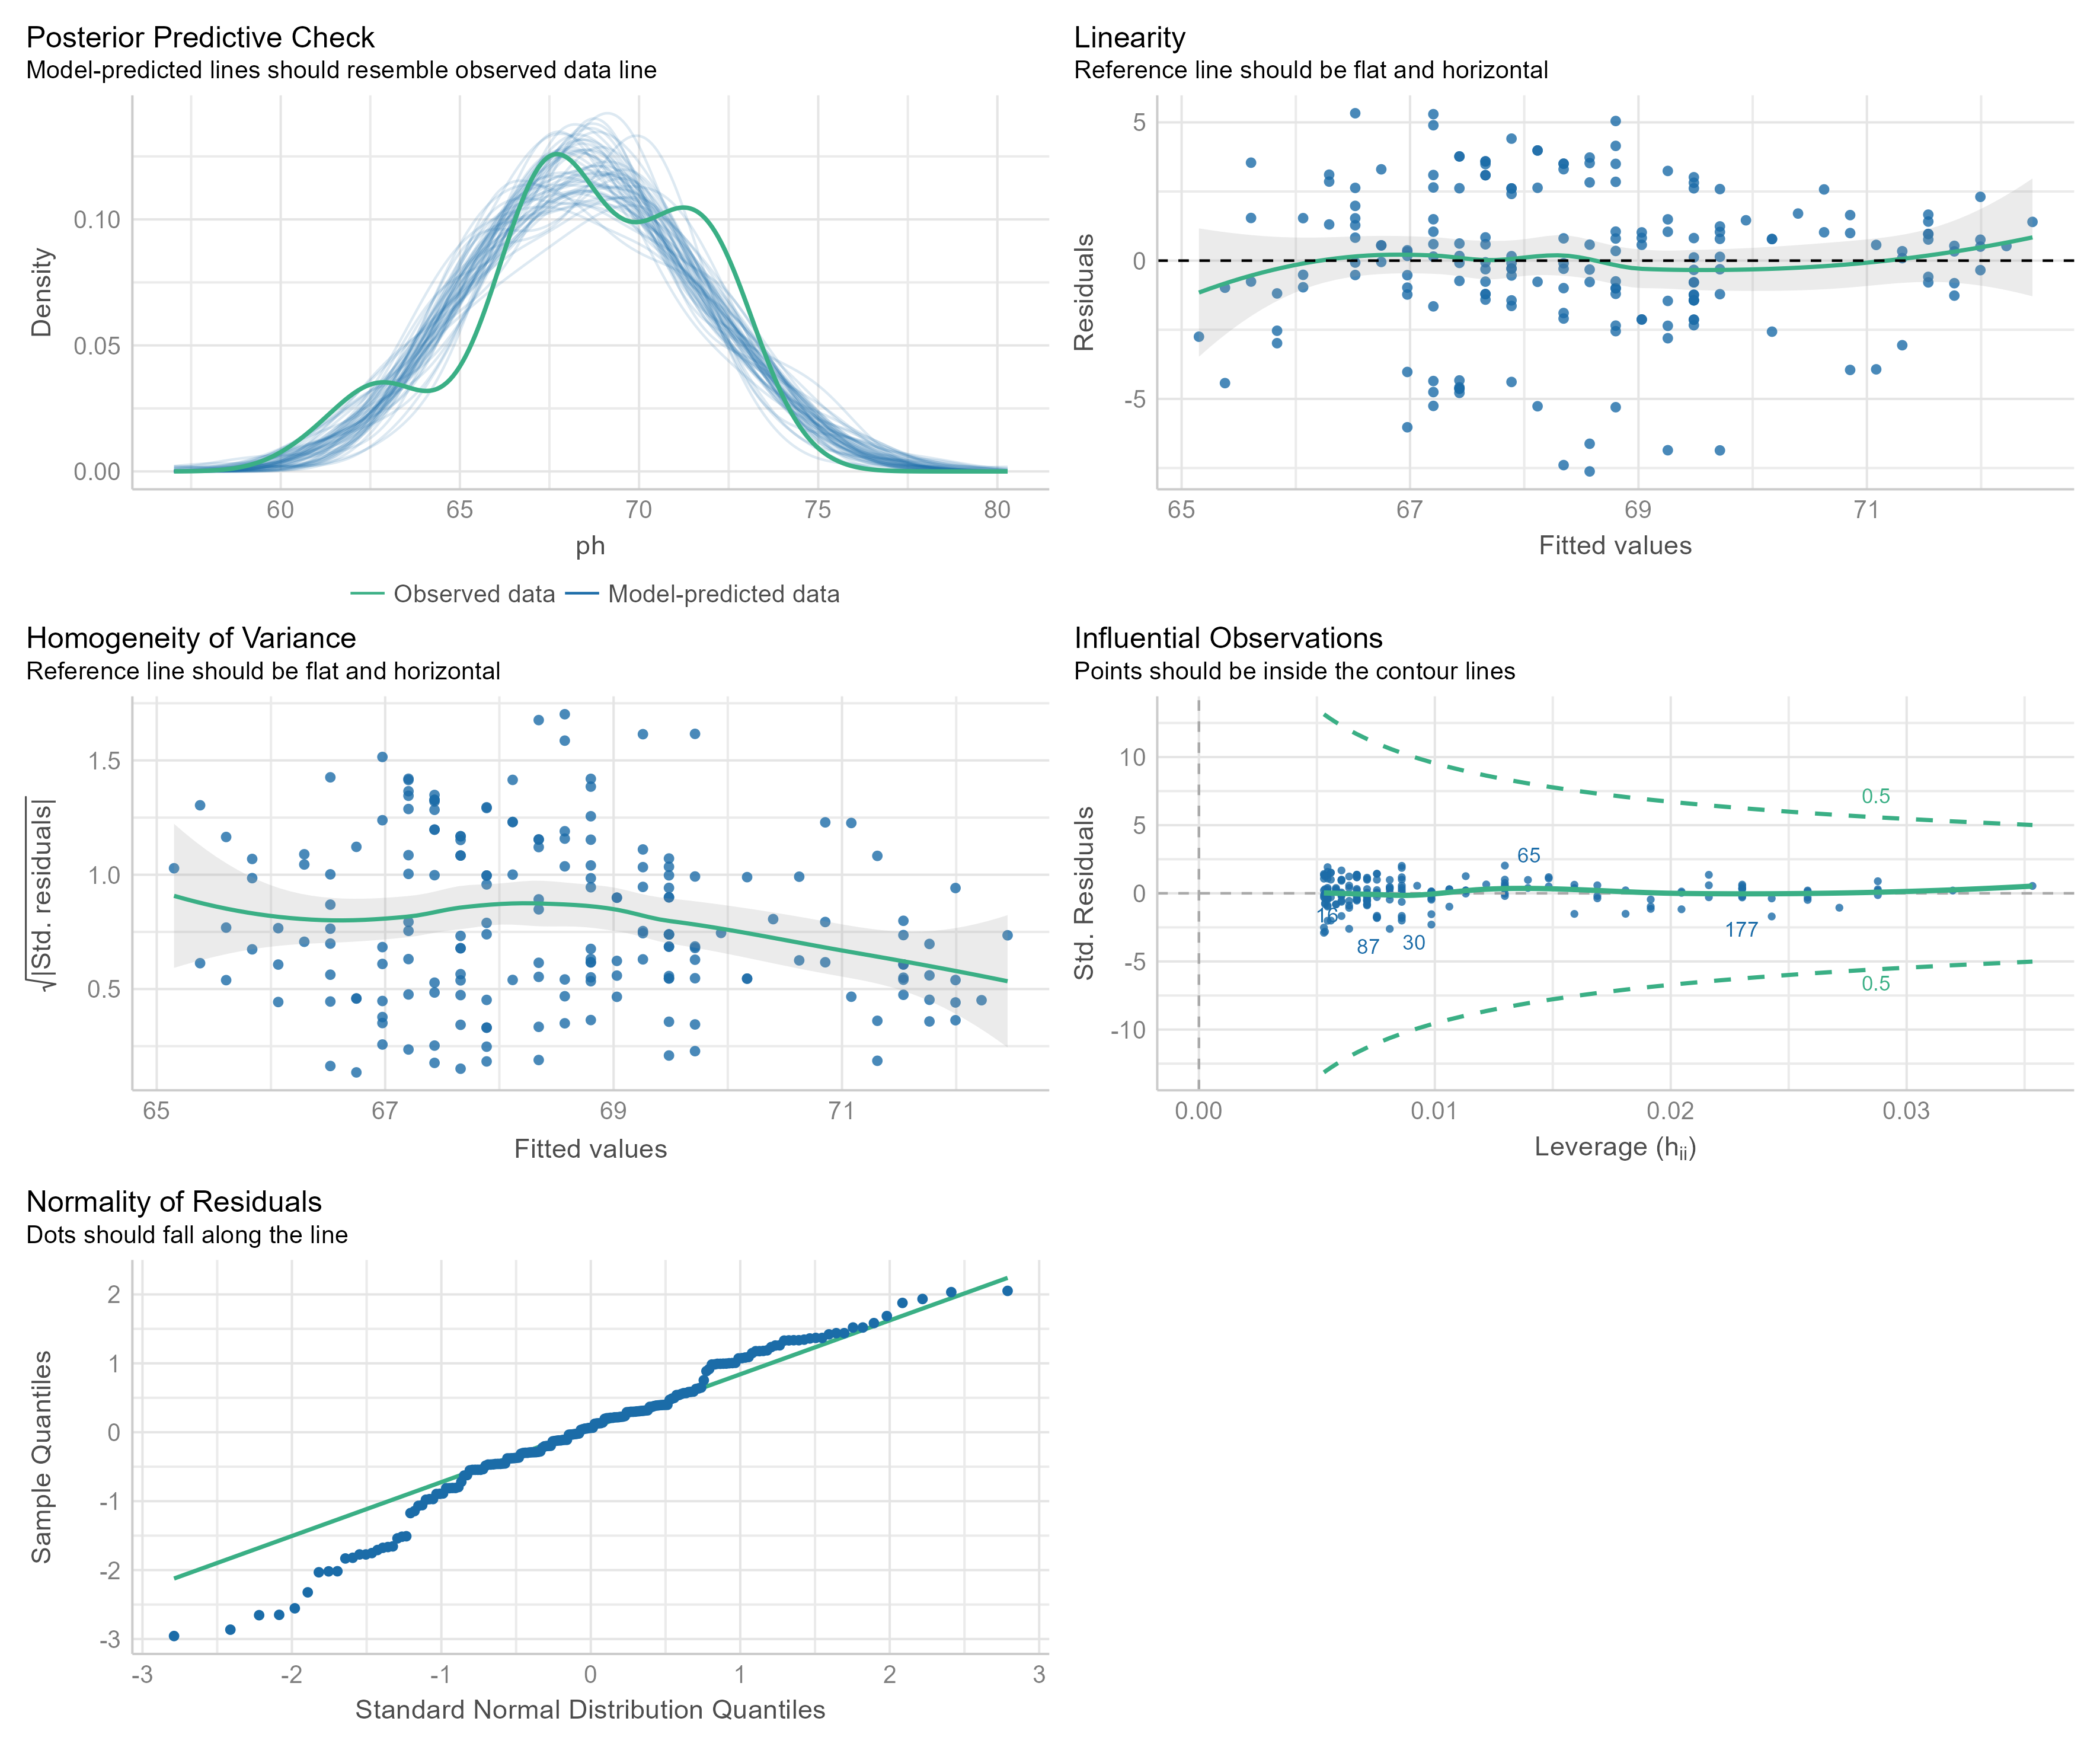 Posterior Predictive Check
Model-predicted lines should resemble observed data line
Density
0.10
0.05
0.00
60 65 70 75 80
ph
Observed data Model-predicted data
Linearity
Reference line should be flat and horizontal
Residuals
5
0
-5
65 67 69 71
Fitted values
Homogeneity of Variance
Reference line should be flat and horizontal
√|Std. residuals|
1.5
1.0
0.5
65 67 69 71
Fitted values
Influential Observations
Points should be inside the contour lines
Std. Residuals
10
5
0
-5
-10
0.5
65
16
87 30
177
0.5
0.00 0.01 0.02 0.03
Leverage (hii)
Normality of Residuals
Dots should fall along the line
Sample Quantiles
2
1
0
-1
-2
-3
-3 -2 -1 0 1 2 3
Standard Normal Distribution Quantiles